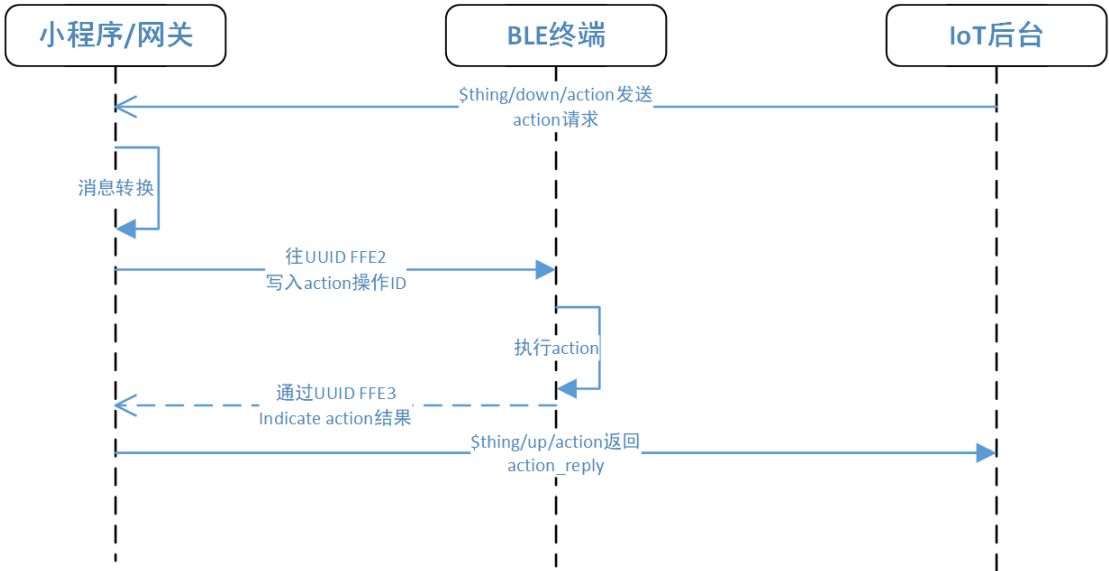 小程序/网关
BLE终端
IoT后台
$thing/down/action发送
action请求
消息转换
往UUID FFE2
写入action操作ID
执行action
通过UUID FFE3
Indicate action结果
$thing/up/action返回
action_reply